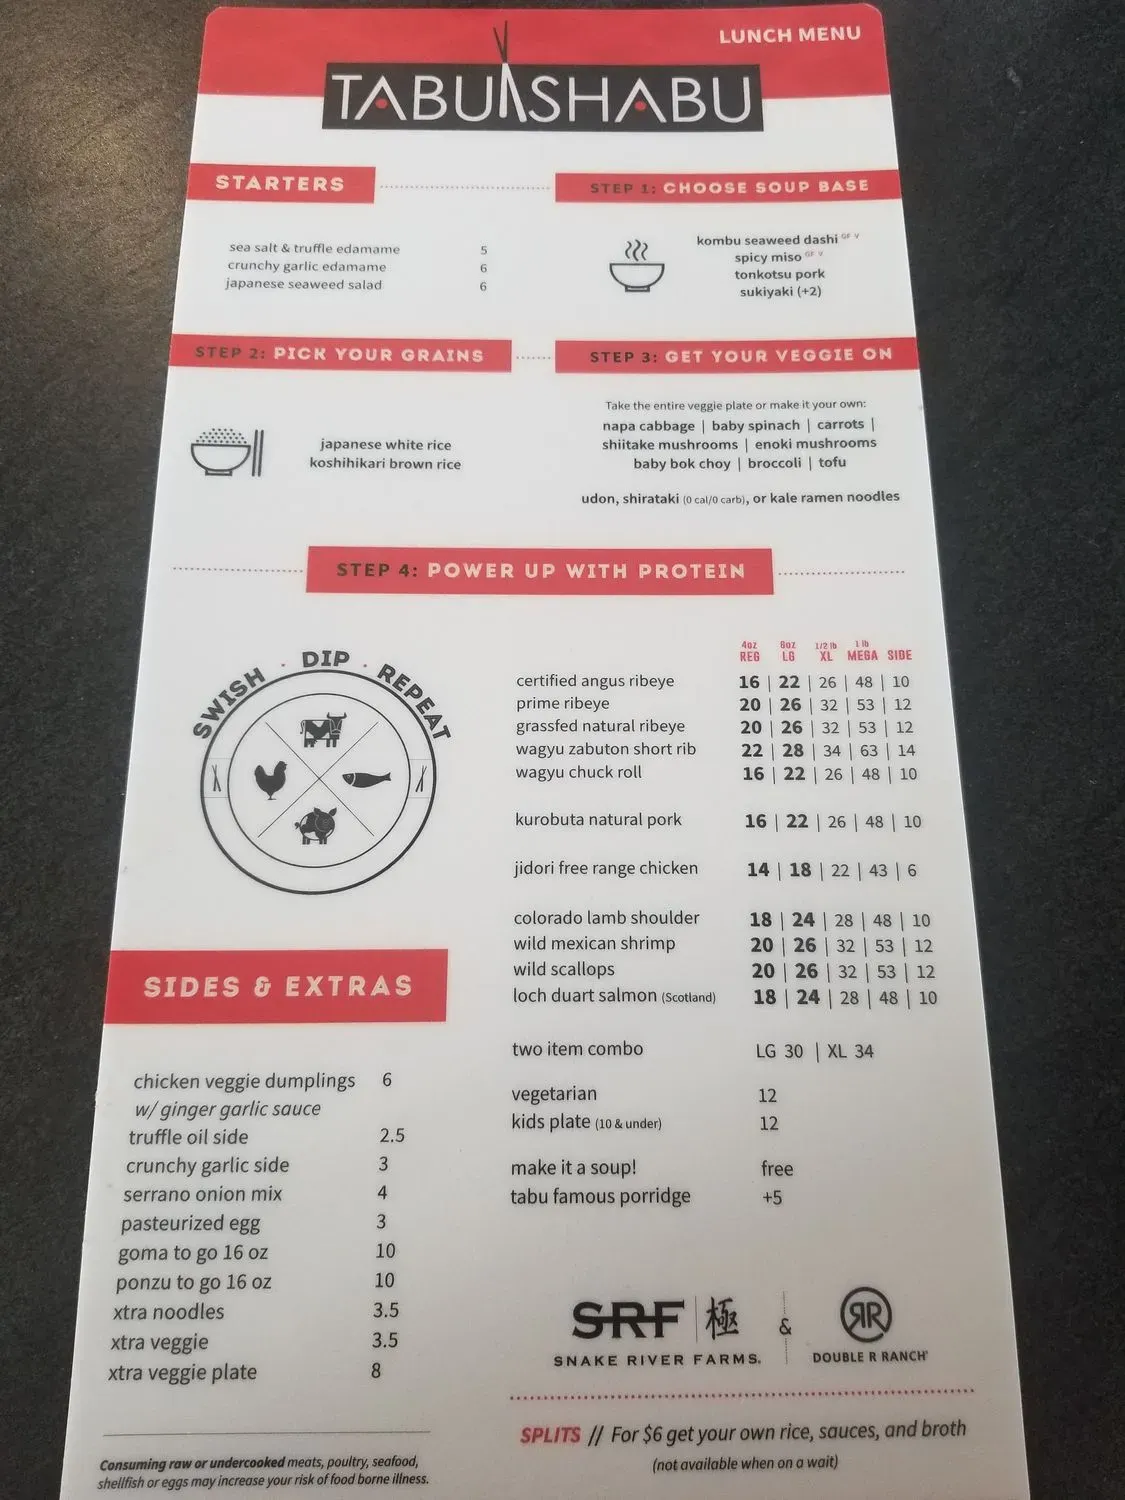 LUNCH MENU
TABUSHABU
STARTERS
sea salt & truffle edamame 5
crunchy garlic edamame 6
japanese seaweed salad 6
STEP 1: CHOOSE SOUP BASE
kombu seaweed dashi GF V
spicy miso GF V
tonkotsu pork
sukiyaki (+2)
STEP 2: PICK YOUR GRAINS
japanese white rice
koshihikari brown rice
STEP 3: GET YOUR VEGGIE ON
Take the entire veggie plate or make it your own:
napa cabbage | baby spinach | carrots |
shiitake mushrooms | enoki mushrooms
baby bok choy | broccoli | tofu
udon, shirataki (0 cal/0 carb), or kale ramen noodles
STEP 4: POWER UP WITH PROTEIN
SWISH · DIP · REPEAT
4oz 8oz 1/2 lb 1 lb
REG LG XL MEGA SIDE
certified angus ribeye 16 | 22 | 26 | 48 | 10
prime ribeye 20 | 26 | 32 | 53 | 12
grassfed natural ribeye 20 | 26 | 32 | 53 | 12
wagyu zabuton short rib 22 | 28 | 34 | 63 | 14
wagyu chuck roll 16 | 22 | 26 | 48 | 10
kurobuta natural pork 16 | 22 | 26 | 48 | 10
jidori free range chicken 14 | 18 | 22 | 43 | 6
colorado lamb shoulder 18 | 24 | 28 | 48 | 10
wild mexican shrimp 20 | 26 | 32 | 53 | 12
wild scallops 20 | 26 | 32 | 53 | 12
loch duart salmon (Scotland) 18 | 24 | 28 | 48 | 10
two item combo LG 30 | XL 34
vegetarian 12
kids plate (10 & under) 12
make it a soup! free
tabu famous porridge +5
SIDES & EXTRAS
chicken veggie dumplings 6
w/ ginger garlic sauce
truffle oil side 2.5
crunchy garlic side 3
serrano onion mix 4
pasteurized egg 3
goma to go 16 oz 10
ponzu to go 16 oz 10
xtra noodles 3.5
xtra veggie 3.5
xtra veggie plate 8
Consuming raw or undercooked meats, poultry, seafood,
shellfish or eggs may increase your risk of food borne illness.
SRF 極 & RR
SNAKE RIVER FARMS. DOUBLE R RANCH
SPLITS // For $6 get your own rice, sauces, and broth
(not available when on a wait)